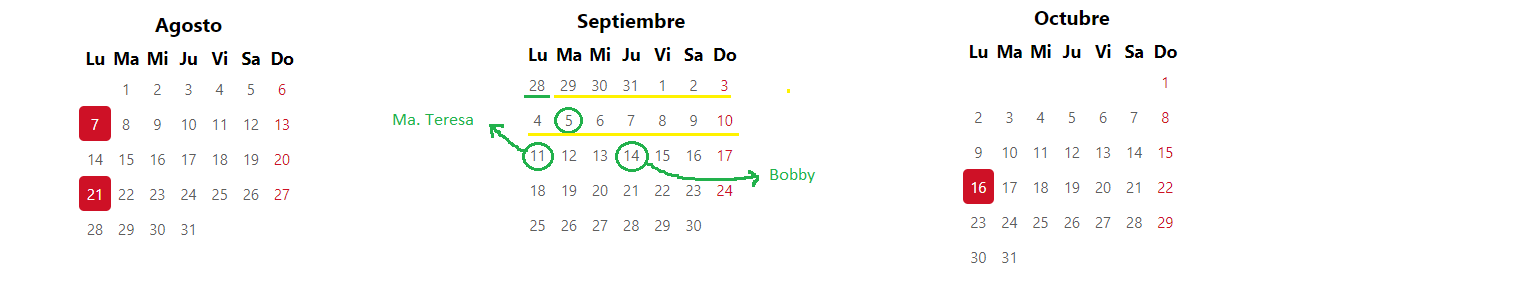 Agosto
Lu Ma Mi Ju Vi Sa Do
1 2 3 4 5 6
7 8 9 10 11 12 13
14 15 16 17 18 19 20
21 22 23 24 25 26 27
28 29 30 31
Septiembre
Lu Ma Mi Ju Vi Sa Do
28 29 30 31 1 2 3
4 5 6 7 8 9 10
11 12 13 14 15 16 17
18 19 20 21 22 23 24
25 26 27 28 29 30
Ma. Teresa
Bobby
Octubre
Lu Ma Mi Ju Vi Sa Do
1
2 3 4 5 6 7 8
9 10 11 12 13 14 15
16 17 18 19 20 21 22
23 24 25 26 27 28 29
30 31